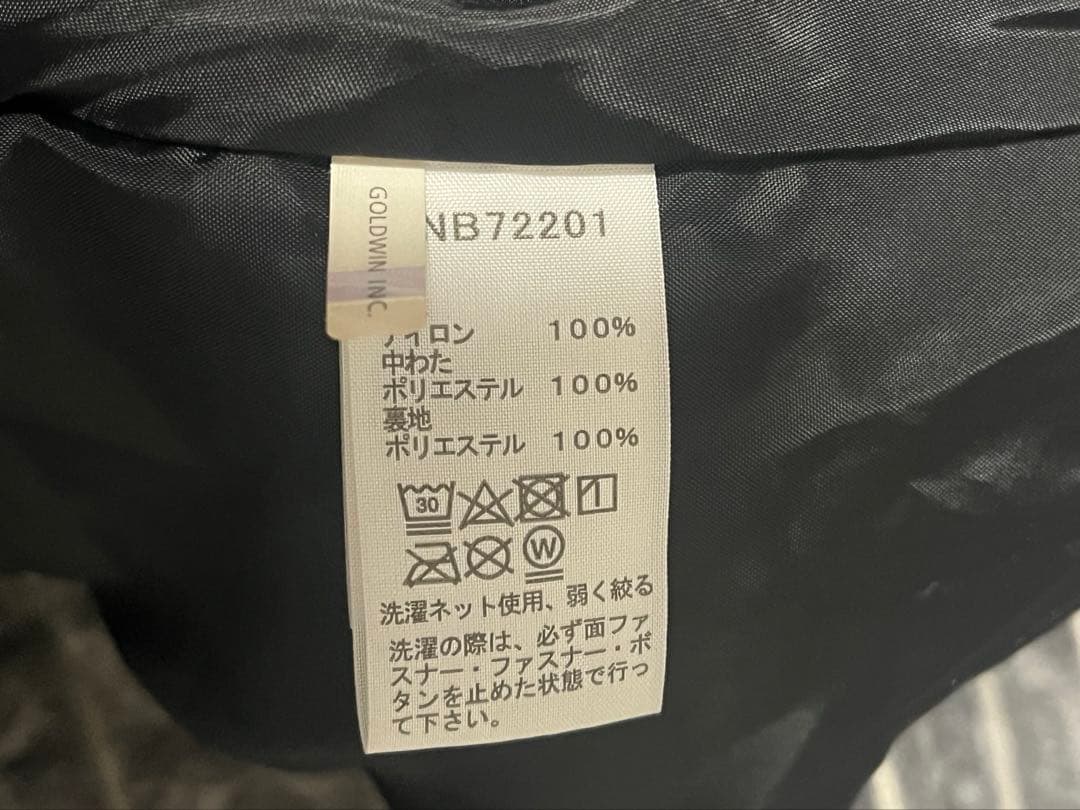 GOLDWIN INC.
NB72201
ナイロン 100%
中わた
ポリエステル 100%
裏地
ポリエステル 100%
30
W
洗濯ネット使用、弱く絞る
洗濯の際は、必ず面ファ
スナー・ファスナー・ボ
タンを止めた状態で行っ
て下さい。